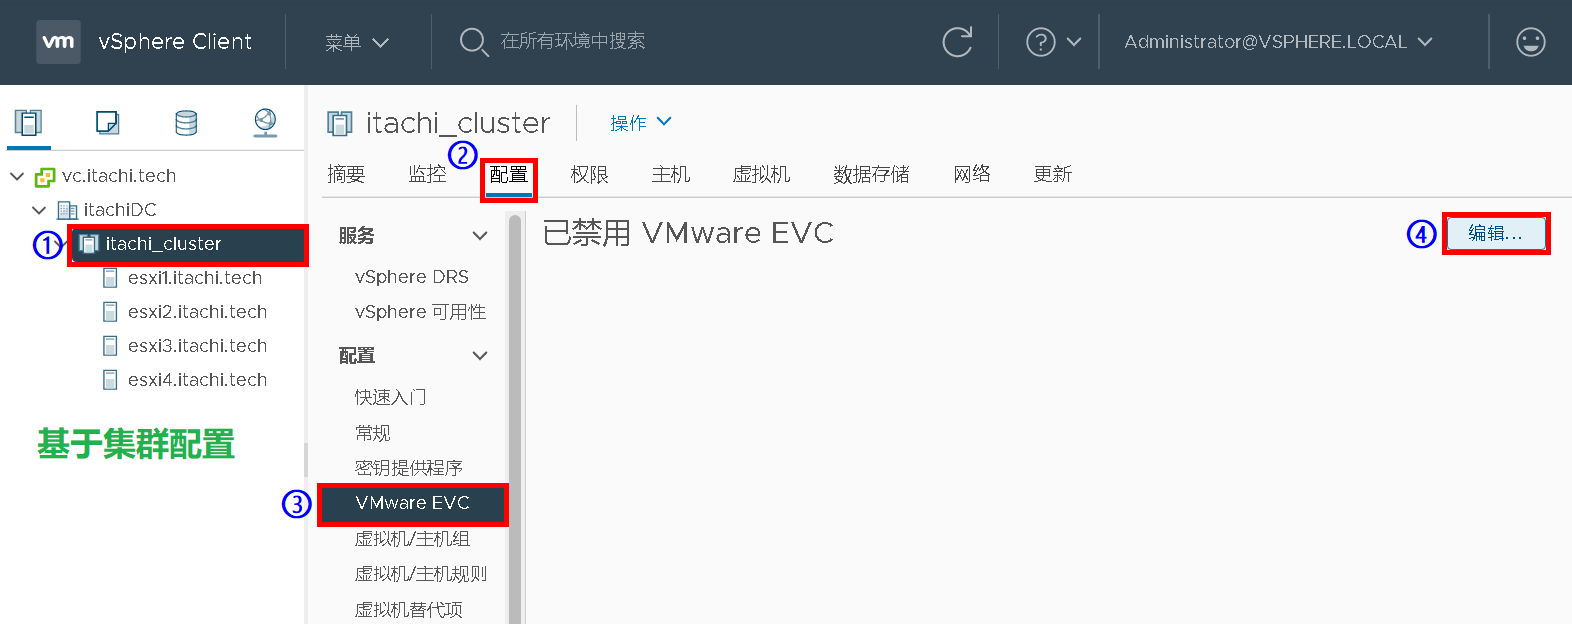 vm vSphere Client 菜单 在所有环境中搜索 ? Administrator@VSPHERE.LOCAL
vc.itachi.tech
itachiDC
① itachi_cluster
esxi1.itachi.tech
esxi2.itachi.tech
esxi3.itachi.tech
esxi4.itachi.tech
基于集群配置
itachi_cluster 操作
摘要 监控 ② 配置 权限 主机 虚拟机 数据存储 网络 更新
服务
vSphere DRS
vSphere 可用性
配置
快速入门
常规
密钥提供程序
③ VMware EVC
虚拟机/主机组
虚拟机/主机规则
虚拟机替代项
已禁用 VMware EVC
④ 编辑...